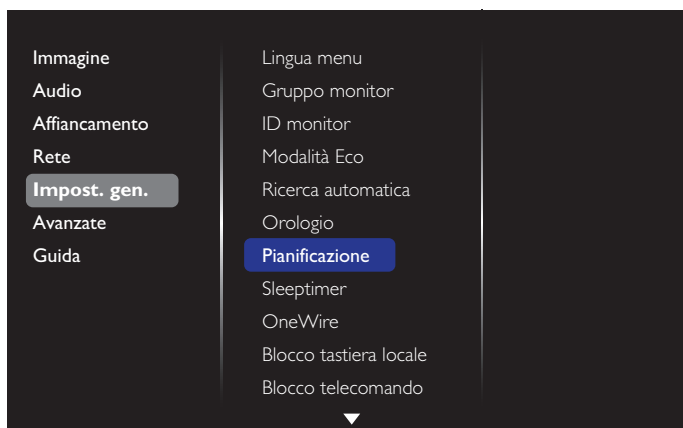 Immagine
Audio
Affiancamento
Rete
Impost. gen.
Avanzate
Guida
Lingua menu
Gruppo monitor
ID monitor
Modalità Eco
Ricerca automatica
Orologio
Pianificazione
Sleeptimer
OneWire
Blocco tastiera locale
Blocco telecomando